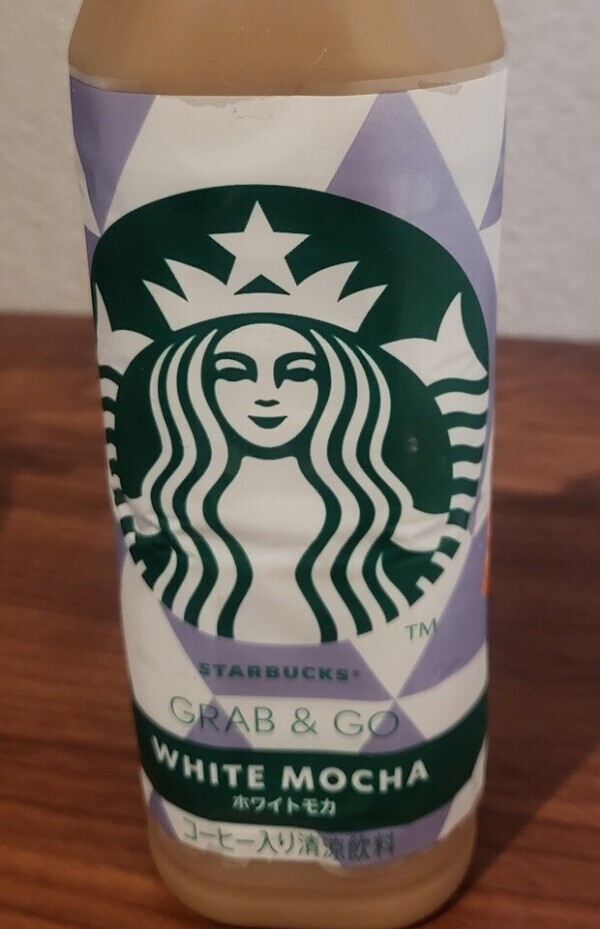 TM
STARBUCKS®
GRAB & GO
WHITE MOCHA
ホワイトモカ
コーヒー入り清涼飲料